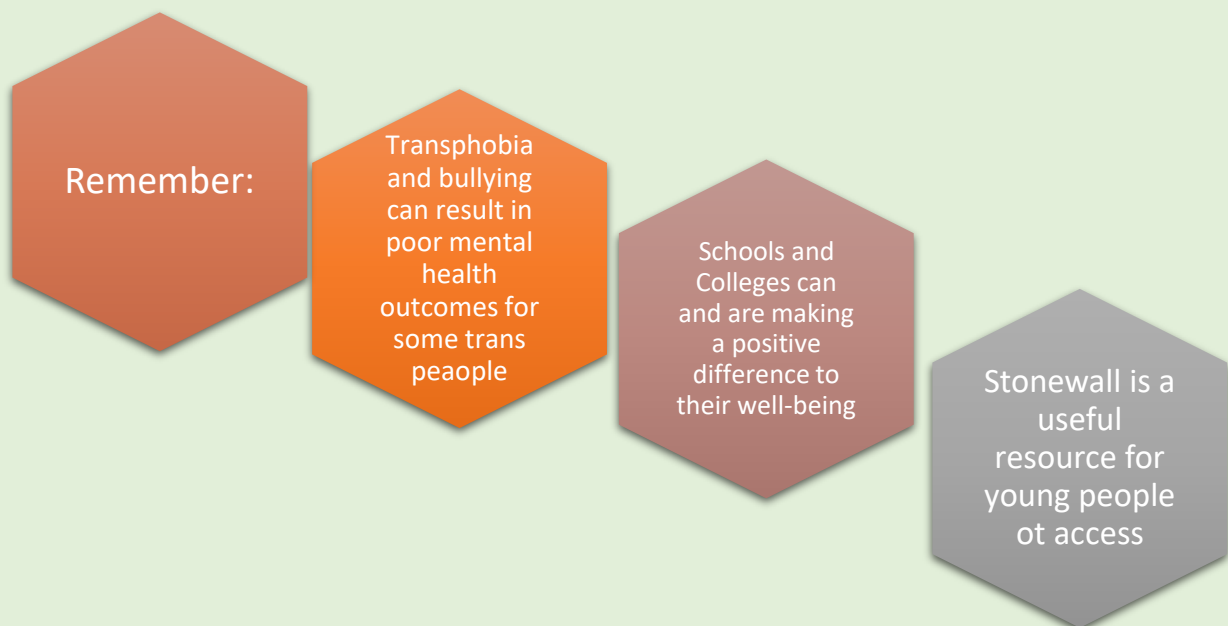 Remember:
Transphobia
and bullying
can result in
poor mental
health
outcomes for
some trans
peaople
Schools and
Colleges can
and are making
a positive
difference to
their well-being
Stonewall is a
useful
resource for
young people
ot access